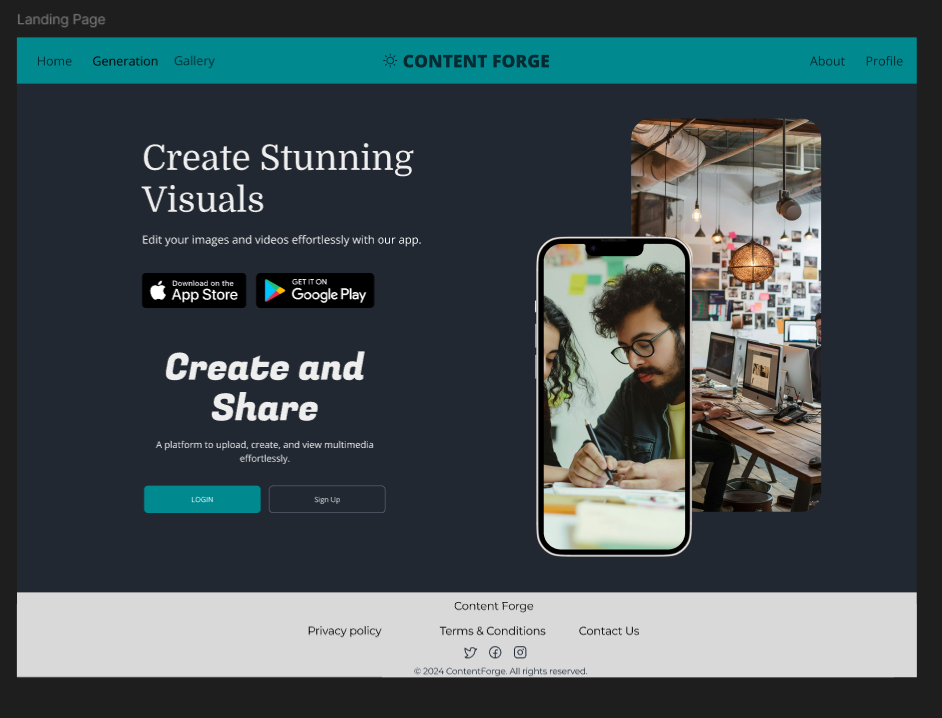 Landing Page
Home Generation Gallery CONTENT FORGE About Profile
Create Stunning
Visuals
Edit your images and videos effortlessly with our app.
Download on the
App Store
GET IT ON
Google Play
Create and
Share
A platform to upload, create, and view multimedia
effortlessly.
LOGIN Sign Up
Content Forge
Privacy policy Terms & Conditions Contact Us
© 2024 ContentForge. All rights reserved.